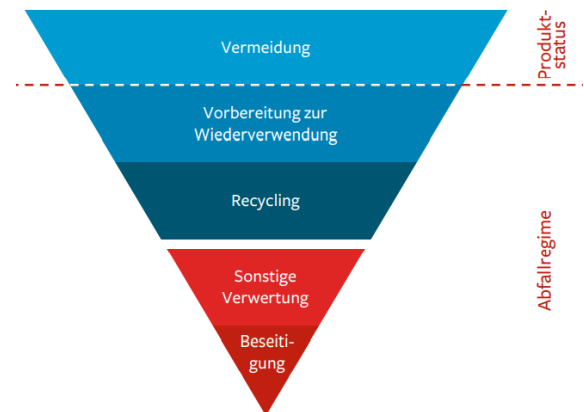 Vermeidung
Produkt-
status
Vorbereitung zur
Wiederverwendung
Recycling
Sonstige
Verwertung
Beseiti-
gung
Abfallregime